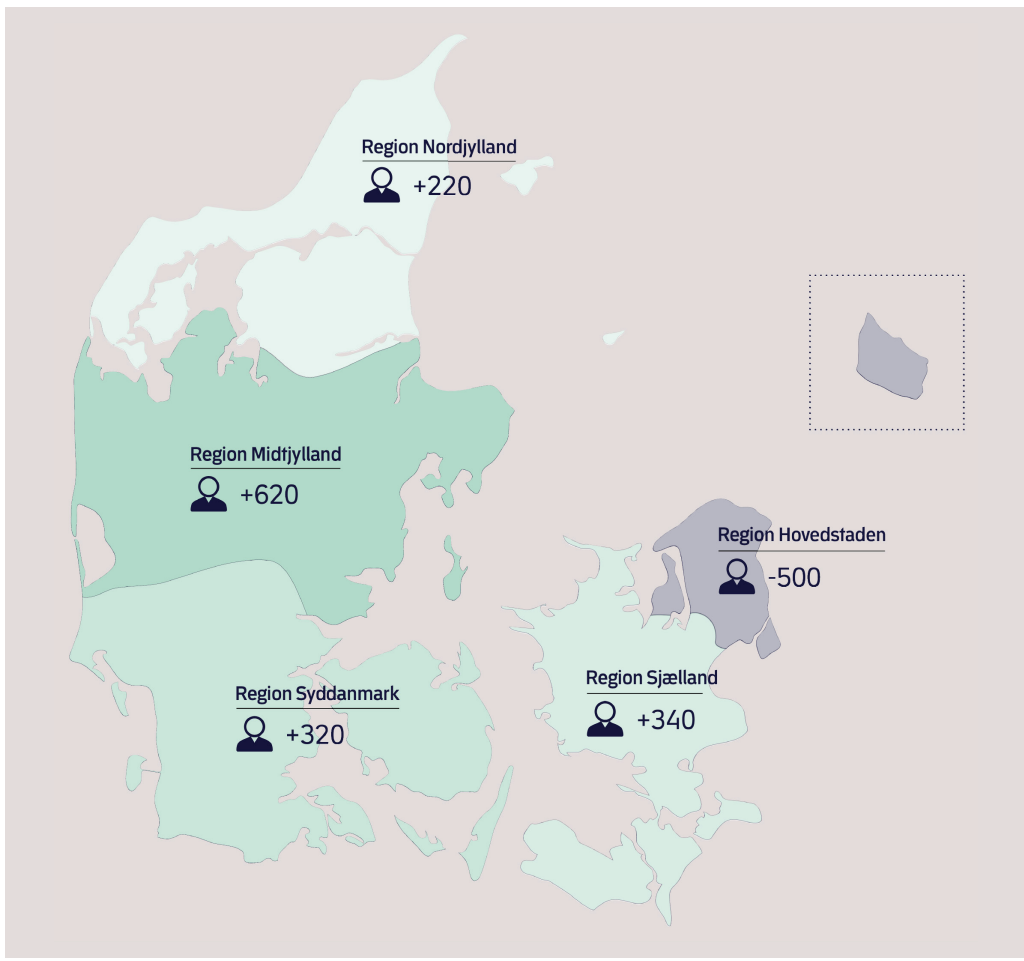 Region Nordjylland
+220
Region Midtjylland
+620
Region Hovedstaden
-500
Region Sjælland
+340
Region Syddanmark
+320